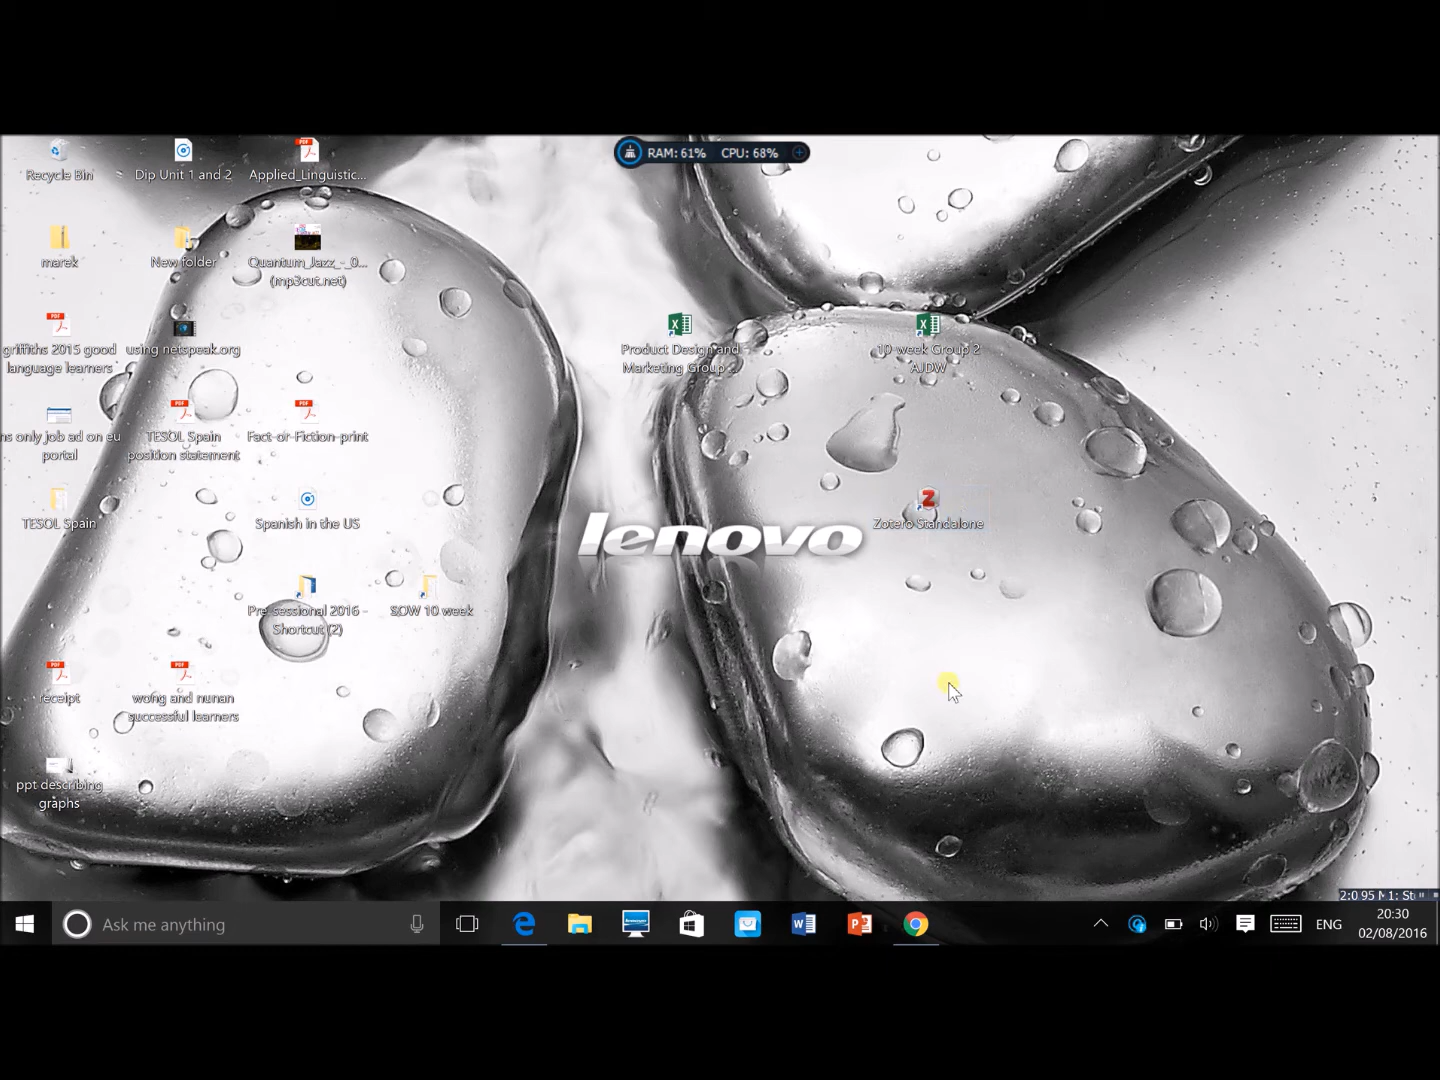 RAM: 61% CPU: 68%
Recycle Bin
Dip Unit 1 and 2
Applied_Linguistic...
marek
New folder
Quantum_Jazz_-_0...
(mp3cut.net)
griffiths 2015 good
language learners
using netspeak.org
Product Design and
Marketing Group
10-week Group 2
AJDW
ns only job ad on eu
portal
TESOL Spain
position statement
Fact-or-Fiction-print
TESOL Spain
Spanish in the US
Zotero Standalone
lenovo
Pre-sessional 2016 -
Shortcut (2)
SOW 10 week
receipt
wong and nunan
successful learners
ppt describing
graphs
Ask me anything
ENG
20:30
02/08/2016